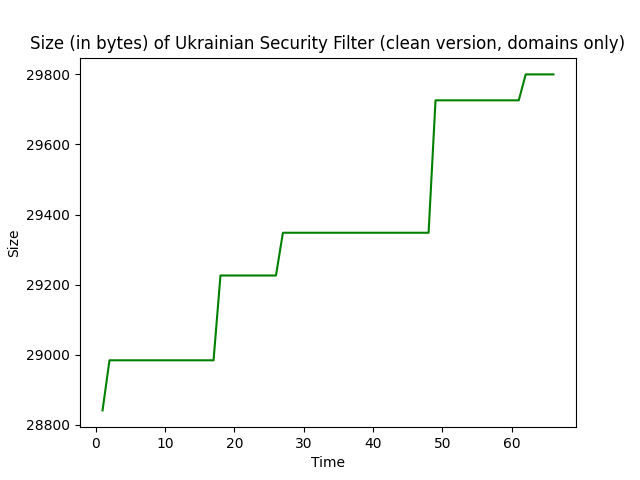 Size (in bytes) of Ukrainian Security Filter (clean version, domains only)
29800
29600
29400
29200
29000
28800
Size
0 10 20 30 40 50 60
Time